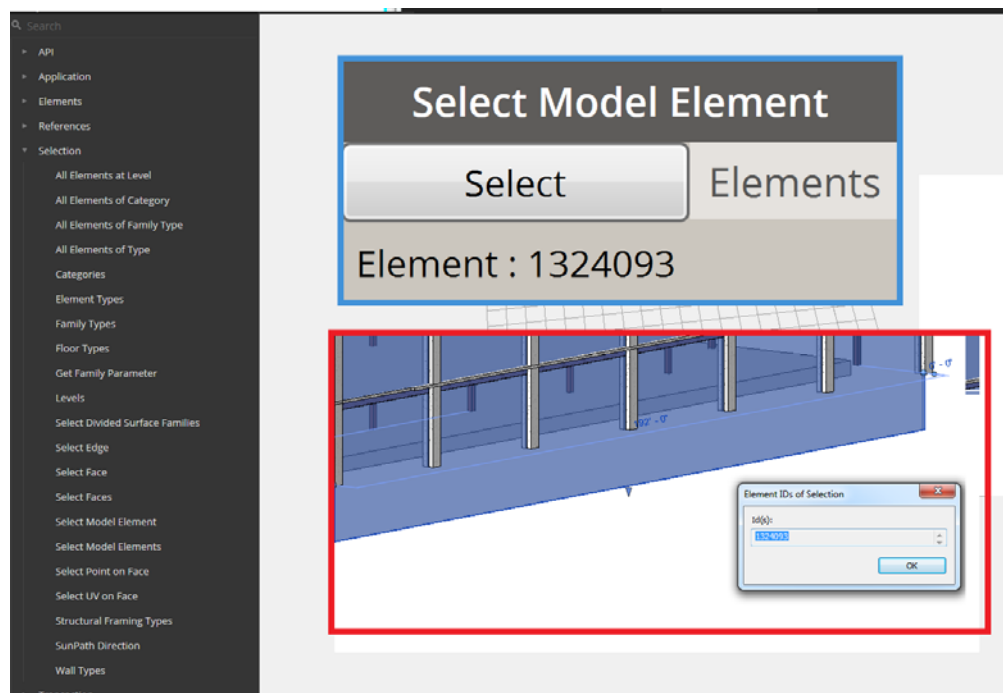 Search
API
Application
Elements
References
Selection
All Elements at Level
All Elements of Category
All Elements of Family Type
All Elements of Type
Categories
Element Types
Family Types
Floor Types
Get Family Parameter
Levels
Select Divided Surface Families
Select Edge
Select Face
Select Faces
Select Model Element
Select Model Elements
Select Point on Face
Select UV on Face
Structural Framing Types
SunPath Direction
Wall Types
Select Model Element
Select Elements
Element : 1324093
Element IDs of Selection
Id(s):
1324093
OK